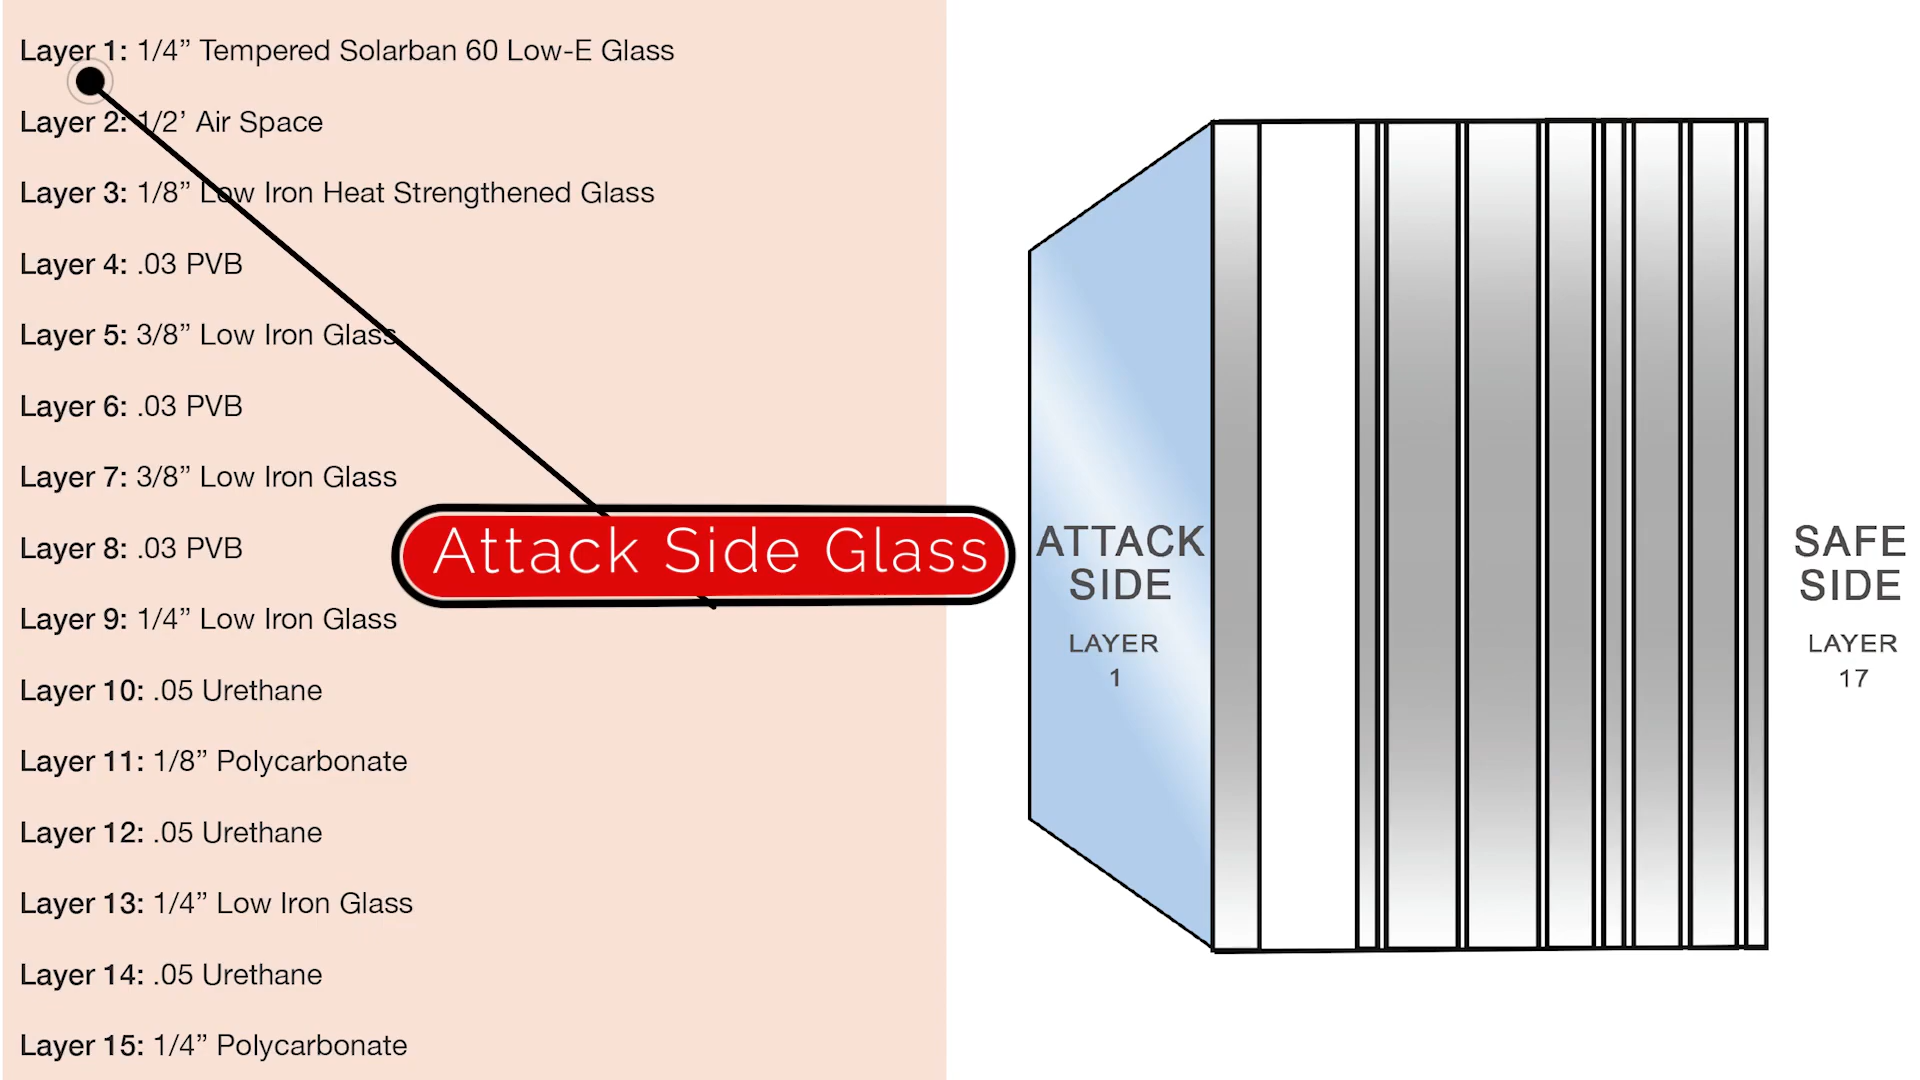 Layer 1: 1/4” Tempered Solarban 60 Low-E Glass
Layer 2: 1/2’ Air Space
Layer 3: 1/8” Low Iron Heat Strengthened Glass
Layer 4: .03 PVB
Layer 5: 3/8” Low Iron Glass
Layer 6: .03 PVB
Layer 7: 3/8” Low Iron Glass
Layer 8: .03 PVB
Layer 9: 1/4” Low Iron Glass
Layer 10: .05 Urethane
Layer 11: 1/8” Polycarbonate
Layer 12: .05 Urethane
Layer 13: 1/4” Low Iron Glass
Layer 14: .05 Urethane
Layer 15: 1/4” Polycarbonate
Attack Side Glass
ATTACK
SIDE
LAYER
1
SAFE
SIDE
LAYER
17